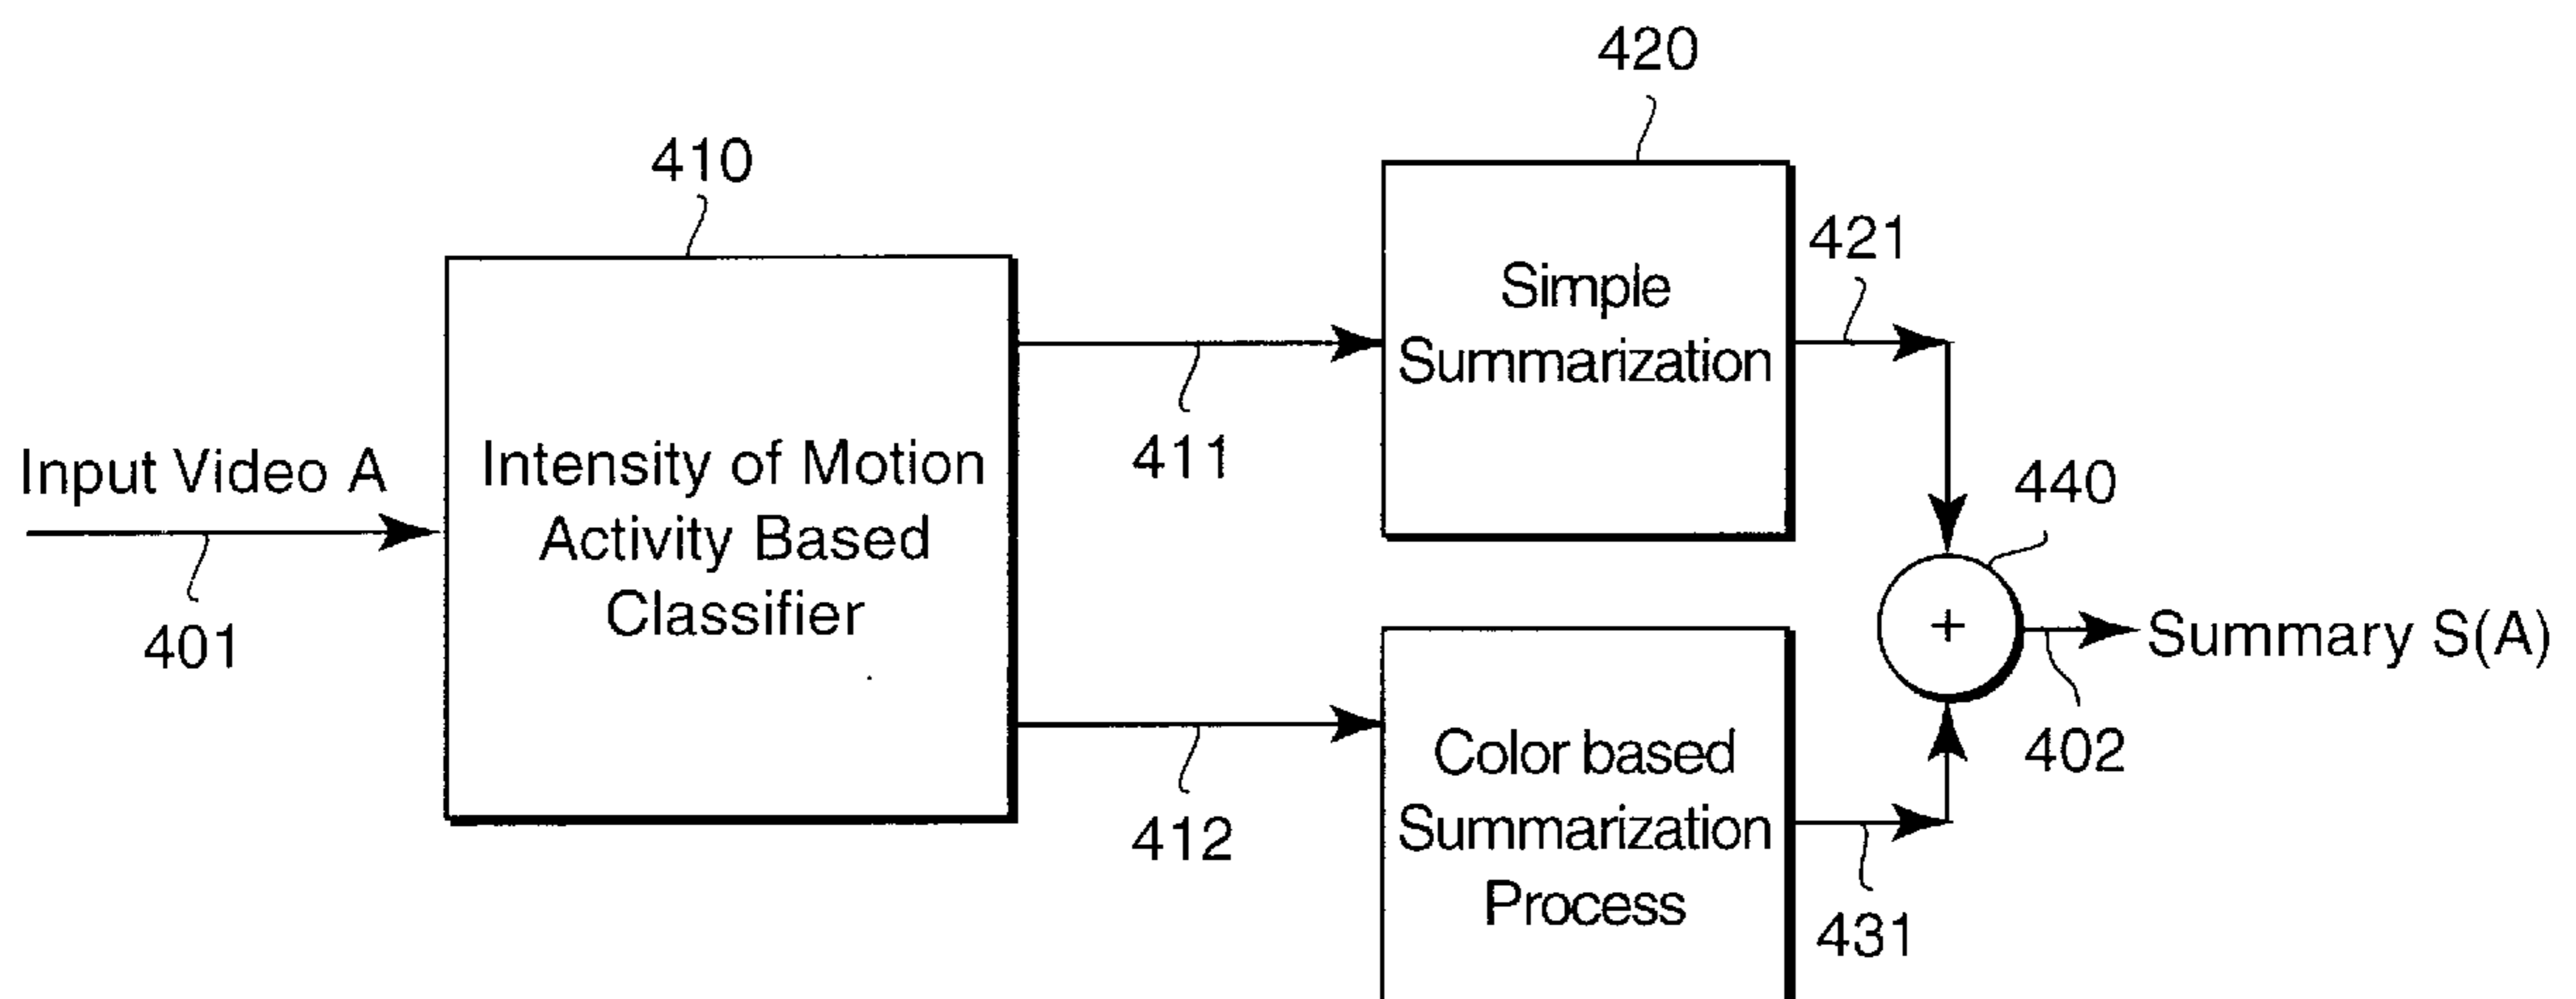 420
410
421
Simple
Summarization
411
440
Input Video A
Intensity of Motion
Activity Based
Classifier
401
+
Summary S(A)
402
412
Color based
Summarization
Process
431